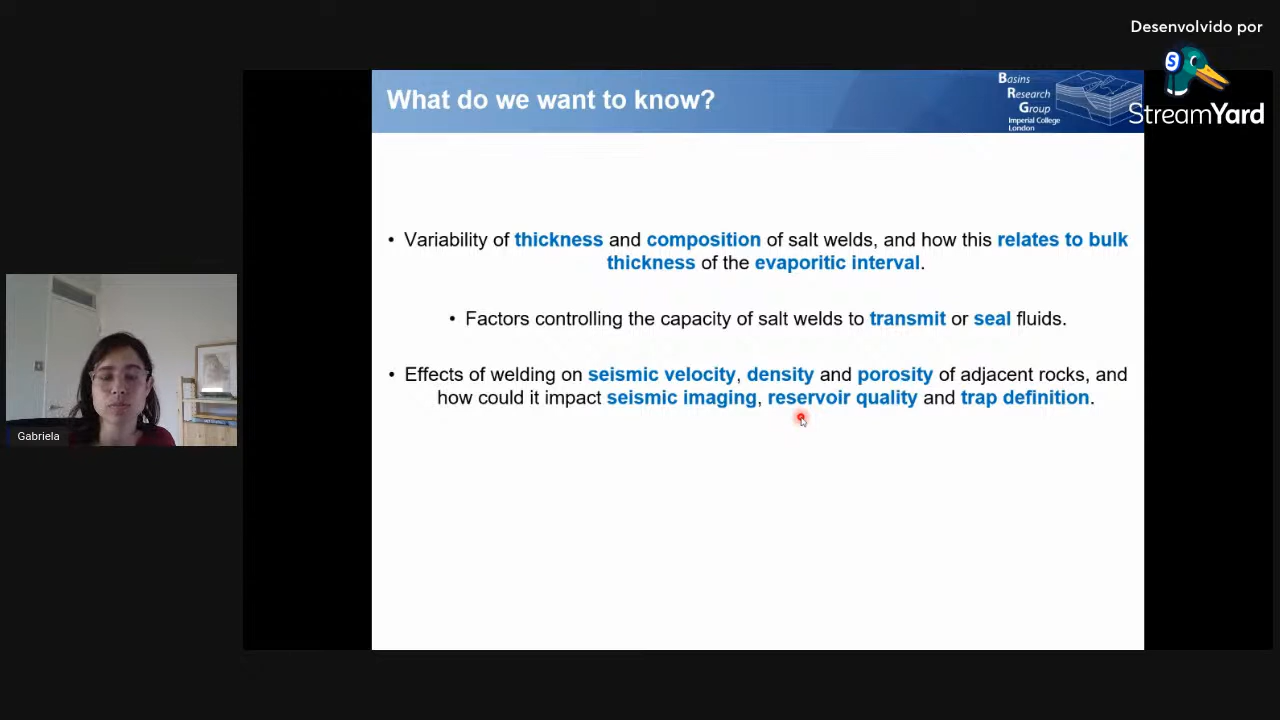 Desenvolvido por
S
StreamYard
What do we want to know?
Basins
Research
Group
Imperial College
London
• Variability of thickness and composition of salt welds, and how this relates to bulk
thickness of the evaporitic interval.
• Factors controlling the capacity of salt welds to transmit or seal fluids.
• Effects of welding on seismic velocity, density and porosity of adjacent rocks, and
how could it impact seismic imaging, reservoir quality and trap definition.
Gabriela